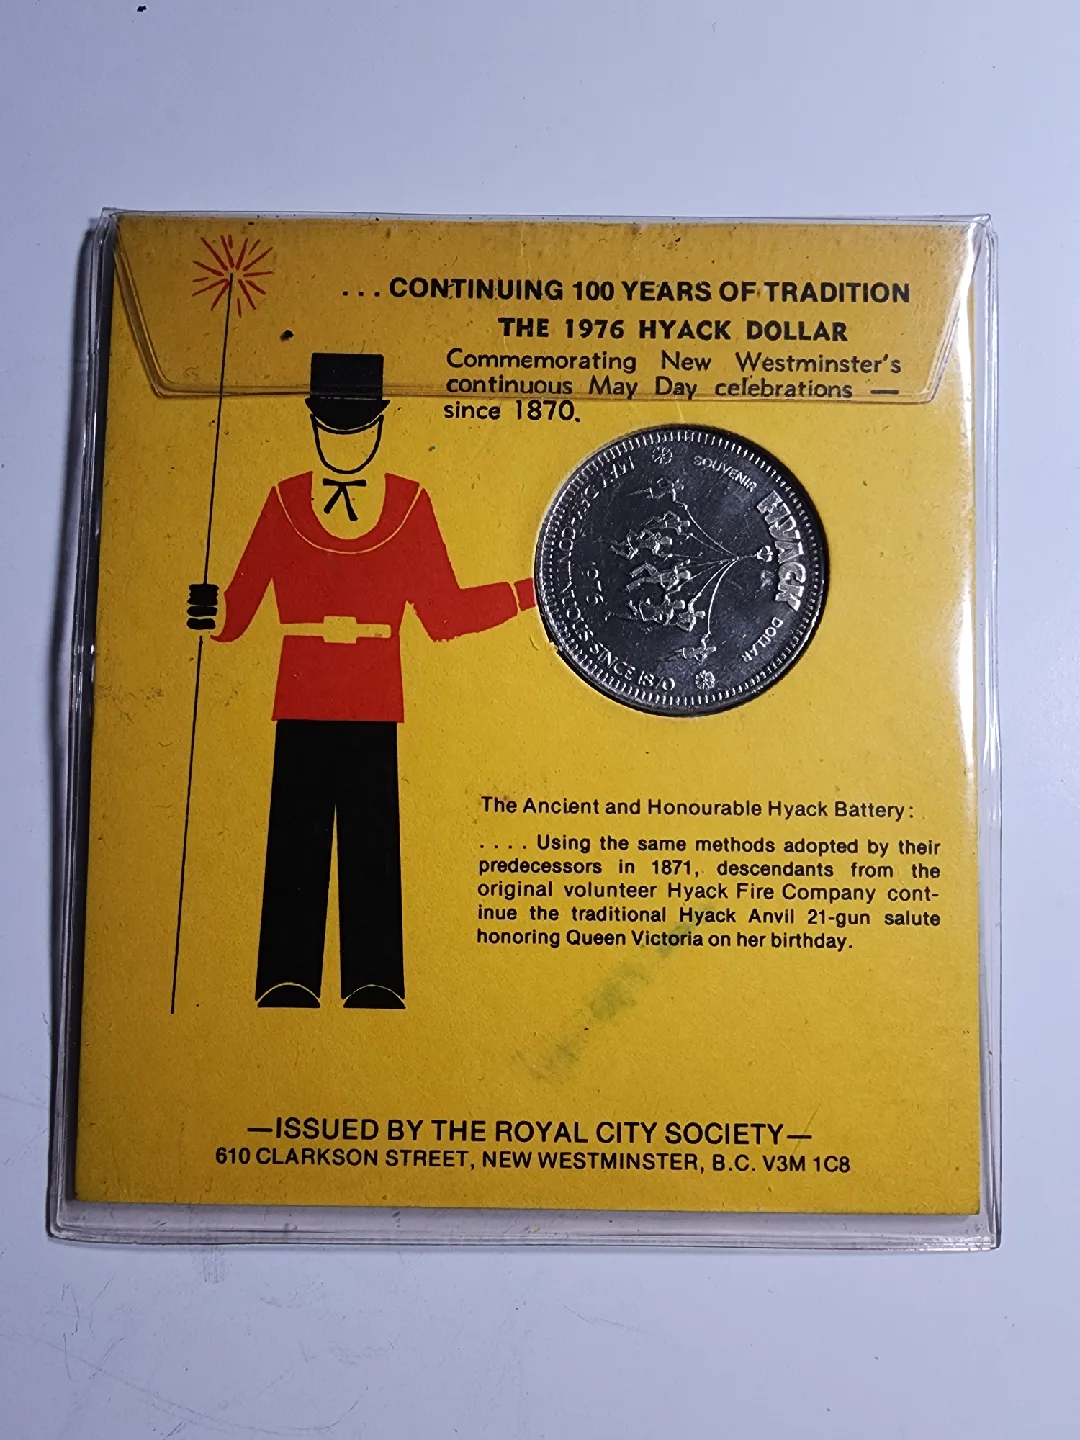 ... CONTINUING 100 YEARS OF TRADITION
THE 1976 HYACK DOLLAR
Commemorating New Westminster's
continuous May Day celebrations —
since 1870.
SOUVENIR
HYACK
DOLLAR
SINCE 1870
1976
The Ancient and Honourable Hyack Battery:
.... Using the same methods adopted by their
predecessors in 1871, descendants from the
original volunteer Hyack Fire Company cont-
inue the traditional Hyack Anvil 21-gun salute
honoring Queen Victoria on her birthday.
—ISSUED BY THE ROYAL CITY SOCIETY—
610 CLARKSON STREET, NEW WESTMINSTER, B.C. V3M 1C8